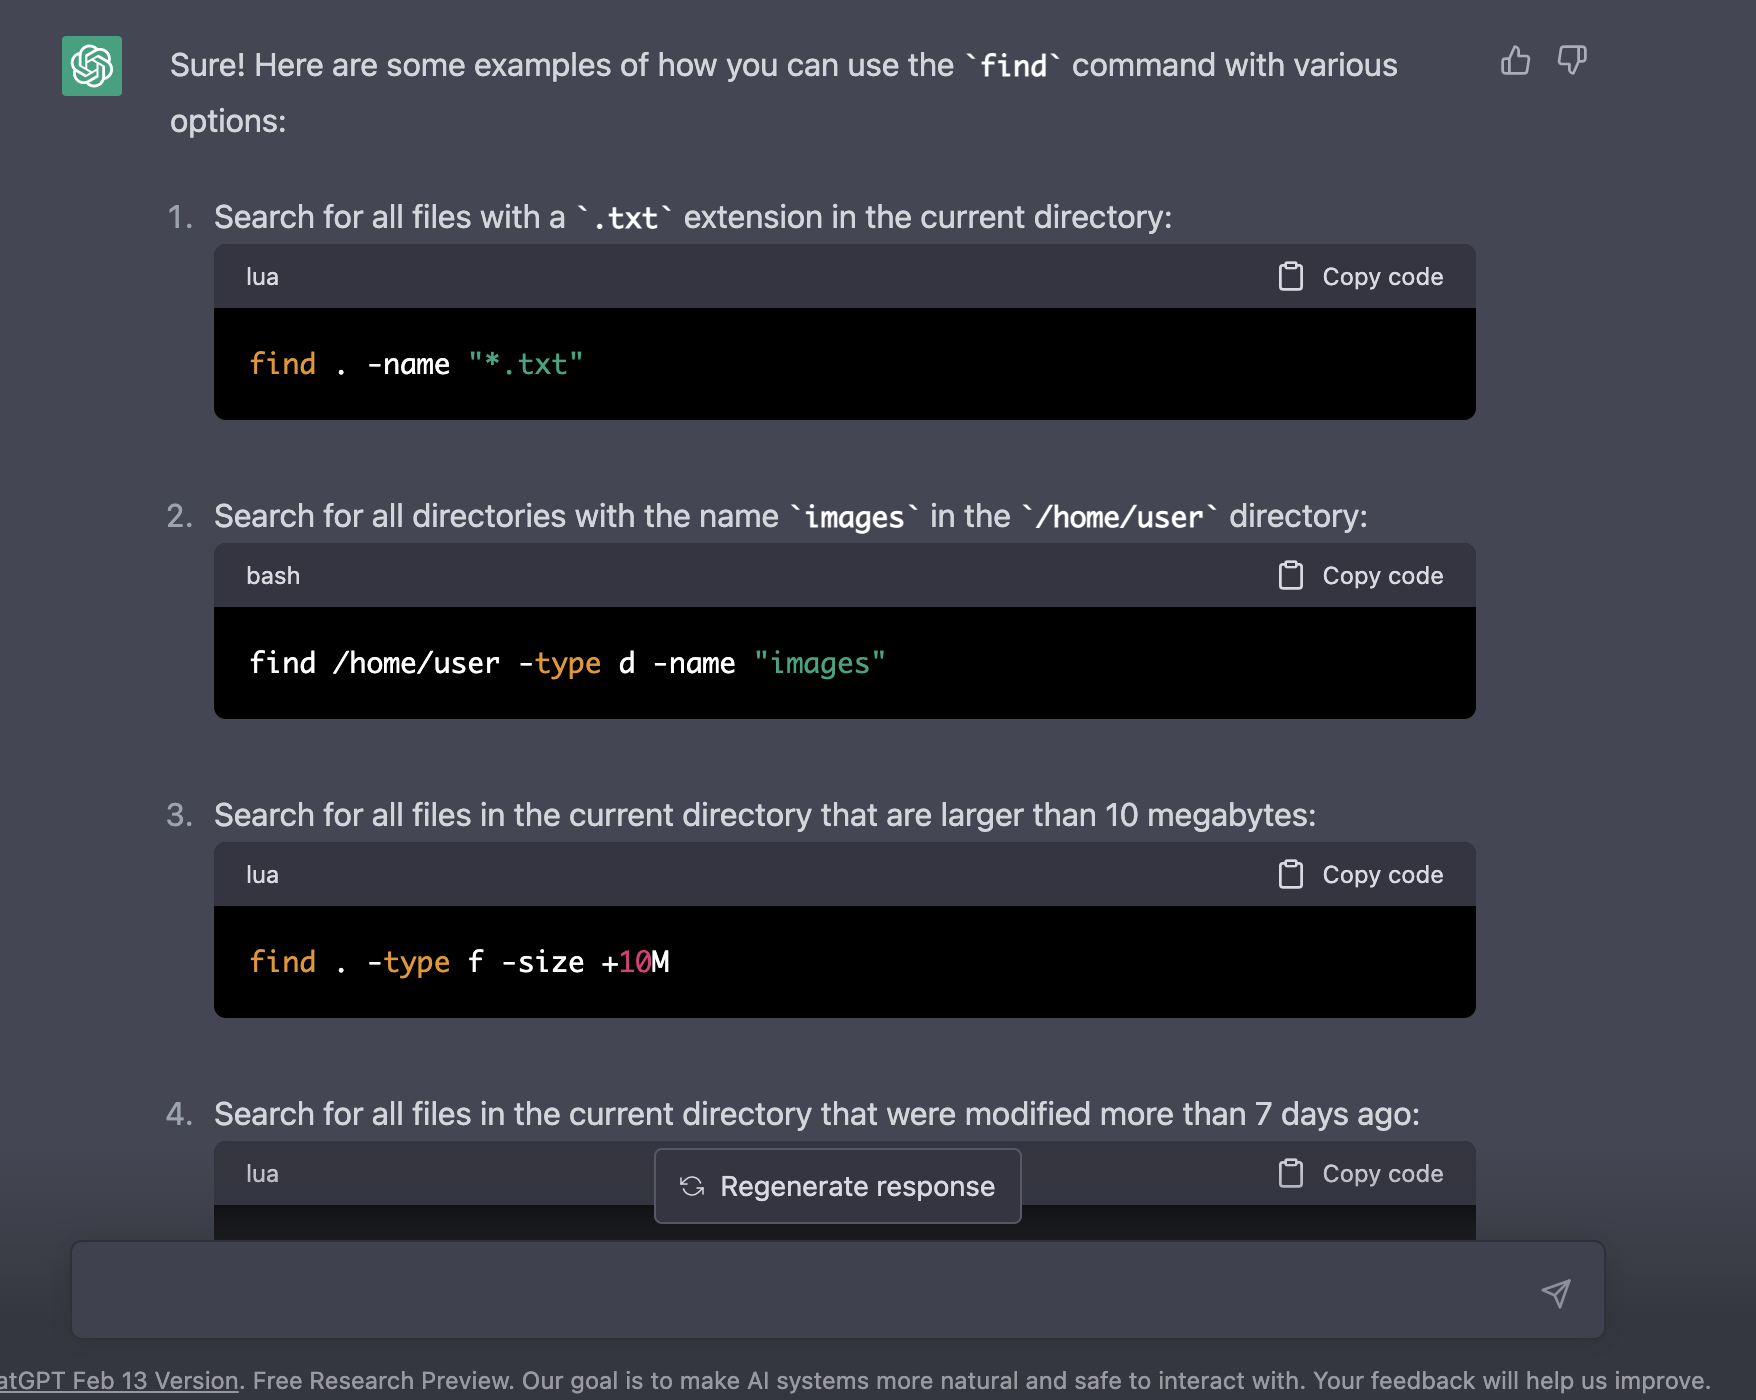 Sure! Here are some examples of how you can use the `find` command with various
options:
1. Search for all files with a `.txt` extension in the current directory:
lua
Copy code
find . -name "*.txt"
2. Search for all directories with the name `images` in the `/home/user` directory:
bash
Copy code
find /home/user -type d -name "images"
3. Search for all files in the current directory that are larger than 10 megabytes:
lua
Copy code
find . -type f -size +10M
4. Search for all files in the current directory that were modified more than 7 days ago:
lua
Copy code
Regenerate response
atGPT Feb 13 Version. Free Research Preview. Our goal is to make AI systems more natural and safe to interact with. Your feedback will help us improve.